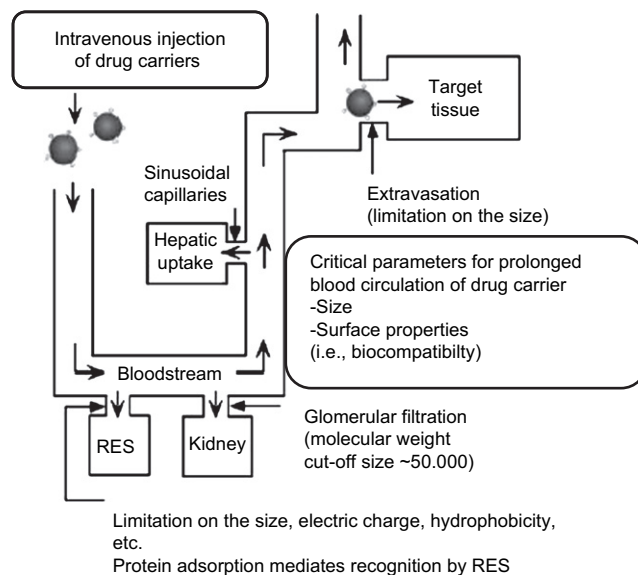 Intravenous injection
of drug carriers
Target
tissue
Sinusoidal
capillaries
Extravasation
(limitation on the size)
Hepatic
uptake
Critical parameters for prolonged
blood circulation of drug carrier
-Size
-Surface properties
(i.e., biocompatibilty)
Bloodstream
RES
Kidney
Glomerular filtration
(molecular weight
cut-off size ~50.000)
Limitation on the size, electric charge, hydrophobicity,
etc.
Protein adsorption mediates recognition by RES